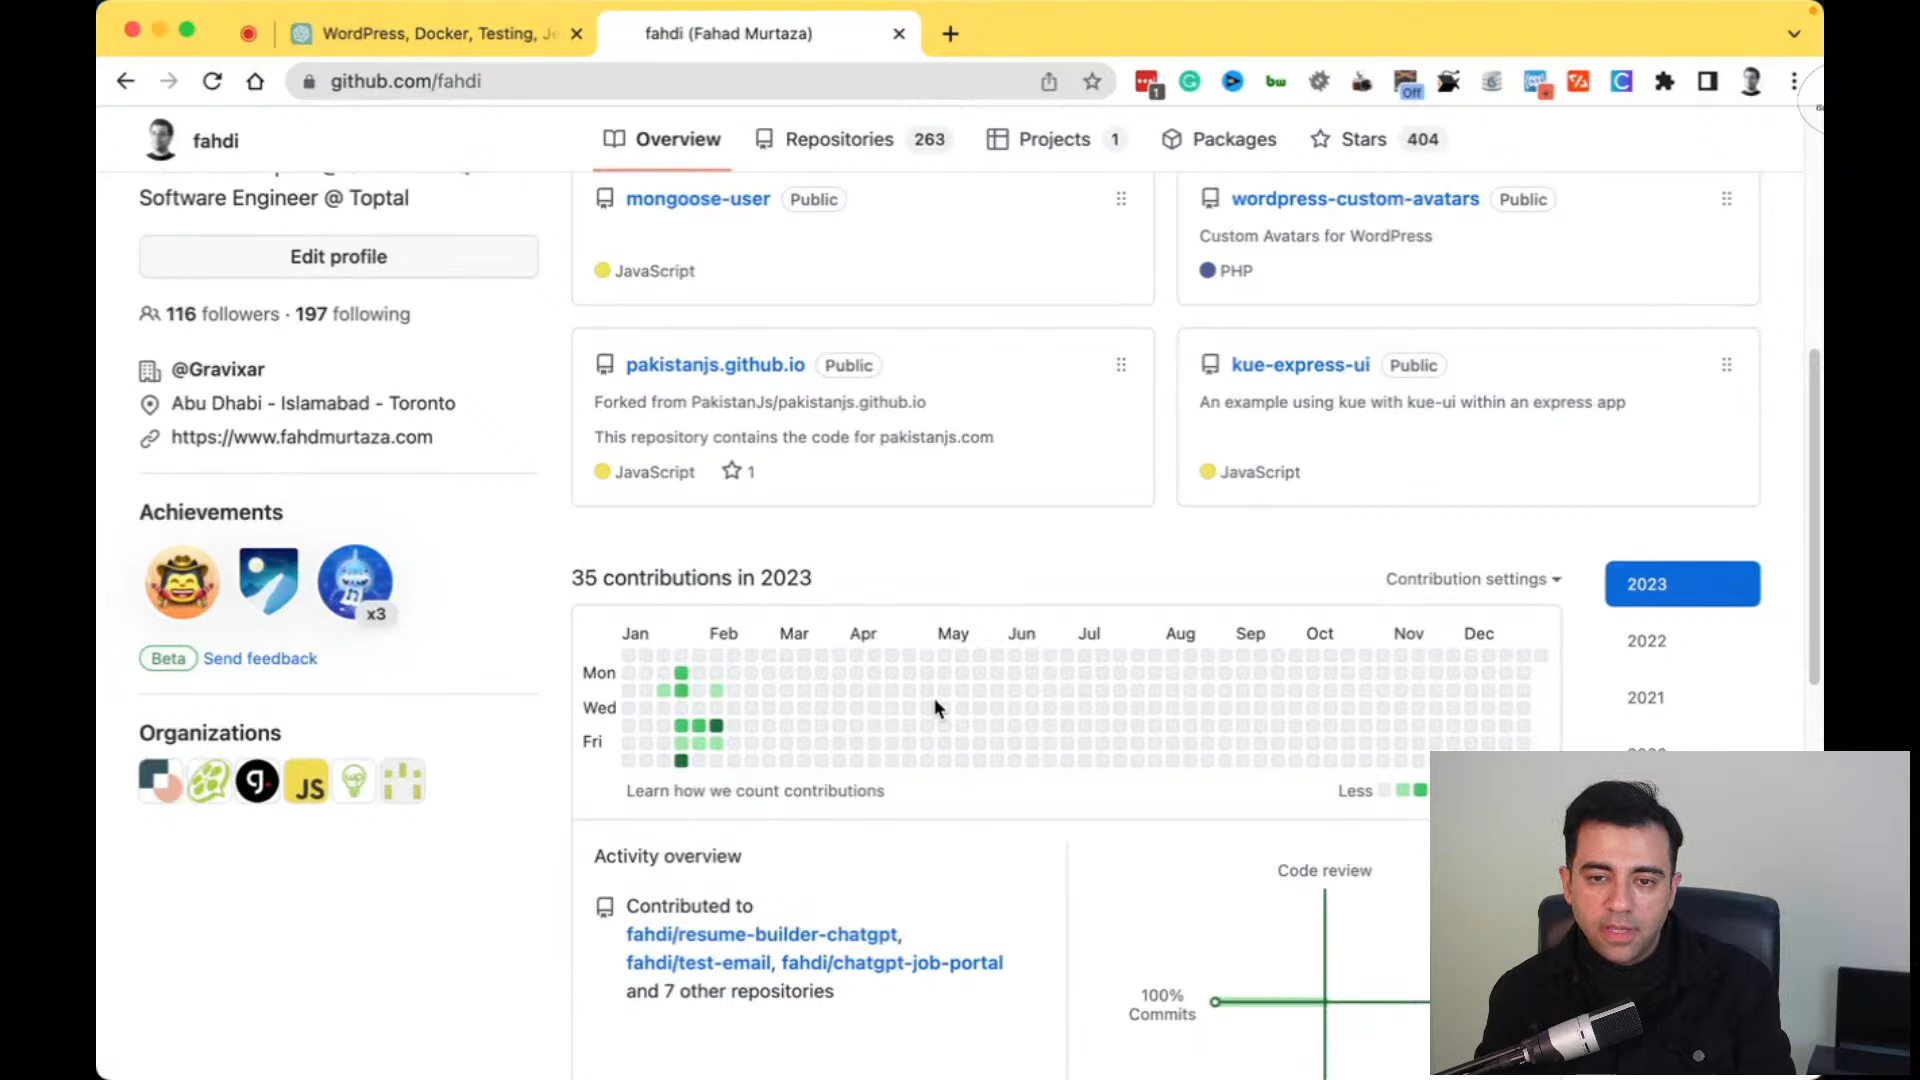 WordPress, Docker, Testing, Je
fahdi (Fahad Murtaza)
github.com/fahdi
1
bw
Off
C
fahdi
Overview
Repositories 263
Projects 1
Packages
Stars 404
Software Engineer @ Toptal
Edit profile
116 followers · 197 following
@Gravixar
Abu Dhabi - Islamabad - Toronto
https://www.fahdmurtaza.com
Achievements
x3
Beta Send feedback
Organizations
g.
JS
mongoose-user Public
JavaScript
wordpress-custom-avatars Public
Custom Avatars for WordPress
PHP
pakistanjs.github.io Public
Forked from PakistanJs/pakistanjs.github.io
This repository contains the code for pakistanjs.com
JavaScript 1
kue-express-ui Public
An example using kue with kue-ui within an express app
JavaScript
35 contributions in 2023
Contribution settings
2023
2022
2021
Jan Feb Mar Apr May Jun Jul Aug Sep Oct Nov Dec
Mon
Wed
Fri
Learn how we count contributions
Less
Activity overview
Contributed to
fahdi/resume-builder-chatgpt,
fahdi/test-email, fahdi/chatgpt-job-portal
and 7 other repositories
Code review
100%
Commits